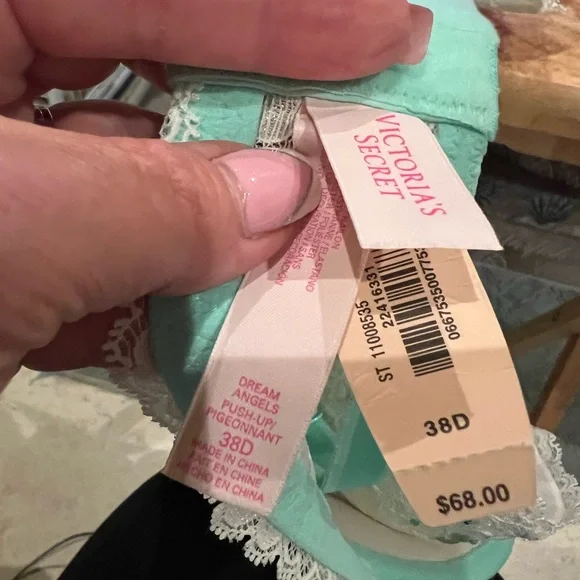 VICTORIA'S
SECRET
DREAM
ANGELS
PUSH-UP/
PIGEONNANT
38D
MADE IN CHINA
FAIT EN CHINE
HECHO EN CHINA
ST 11008535
22416331
38D
$68.00